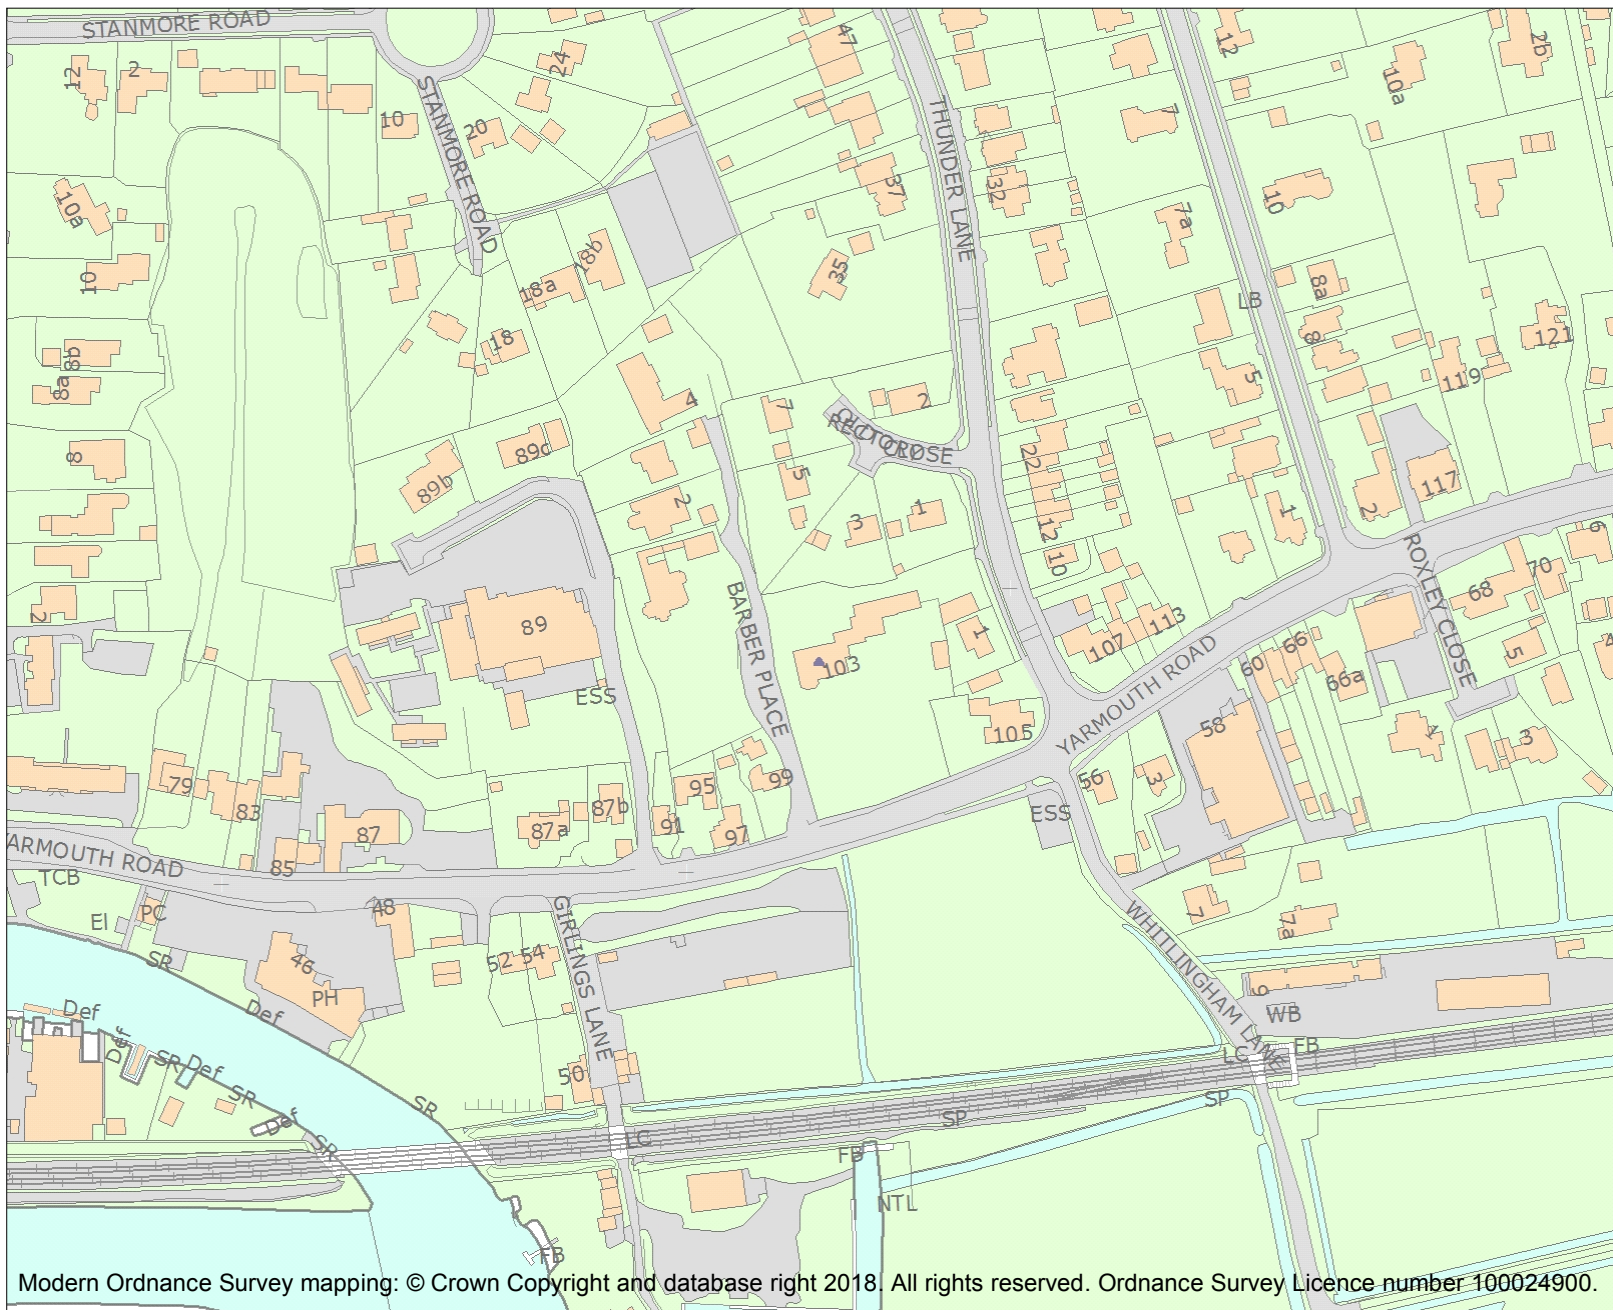 STANMORE ROAD
47
12
2b
12
2
24
10a
10
20
7
STANMORE ROAD
THUNDER LANE
37
32
10a
10
7a
18b
35
10
18a
8a
LB
18
8
121
8b
8a
5
119
4
7
2
OLD RECTORY CLOSE
8
89c
22
5
117
89b
2
1
1
2
3
12
1b
6
ROXLEY CLOSE
70
68
2
BARBER PLACE
89
113
1
107
66
5
4
103
60
66a
ESS
YARMOUTH ROAD
58
105
1
3
79
95
99
56
3
83
87b
91
ESS
87
87a
97
YARMOUTH ROAD
85
TCB
48
PC
El
GIRLINGS LANE
WHITLINGHAM LANE
7
7a
SR
46
52
54
PH
9
Def
Def
WB
Def
SR
Def
LC
FB
50
SR
SR
SP
Def
SP
SR
LC
FB
NTL
FB
Modern Ordnance Survey mapping: © Crown Copyright and database right 2018. All rights reserved. Ordnance Survey Licence number 100024900.